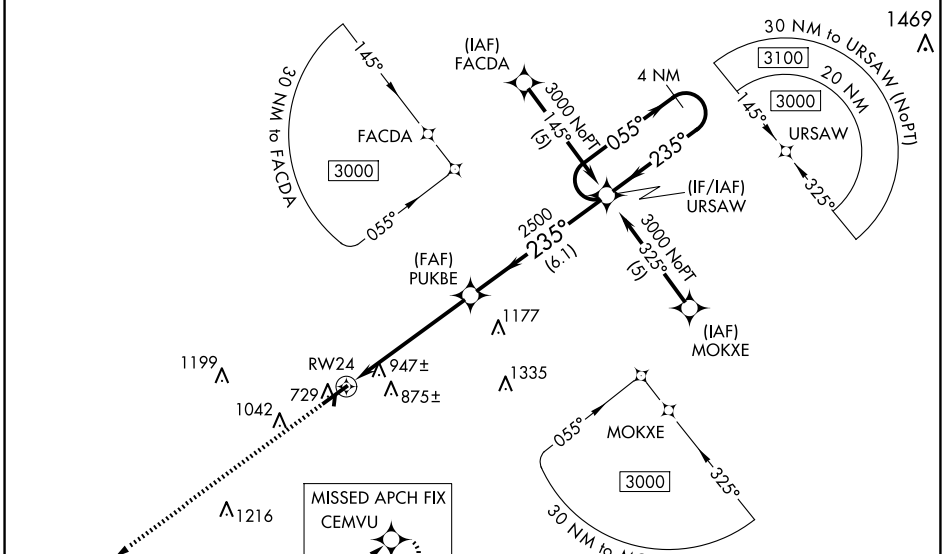 1469
30 NM to URSAW (NoPT)
3100
20 NM
3000
145°
URSAW
325°
(IAF)
FACDA
3000 NoPT
145°
(5)
4 NM
055°
235°
(IF/IAF)
URSAW
30 NM to FACDA
145°
FACDA
3000
055°
2500
235°
(6.1)
3000 NoPT
325°
(5)
(IAF)
MOKXE
(FAF)
PUKBE
1177
1199
RW24
947±
729
875±
1335
1042
1216
055°
MOKXE
325°
3000
30 NM to
MISSED APCH FIX
CEMVU